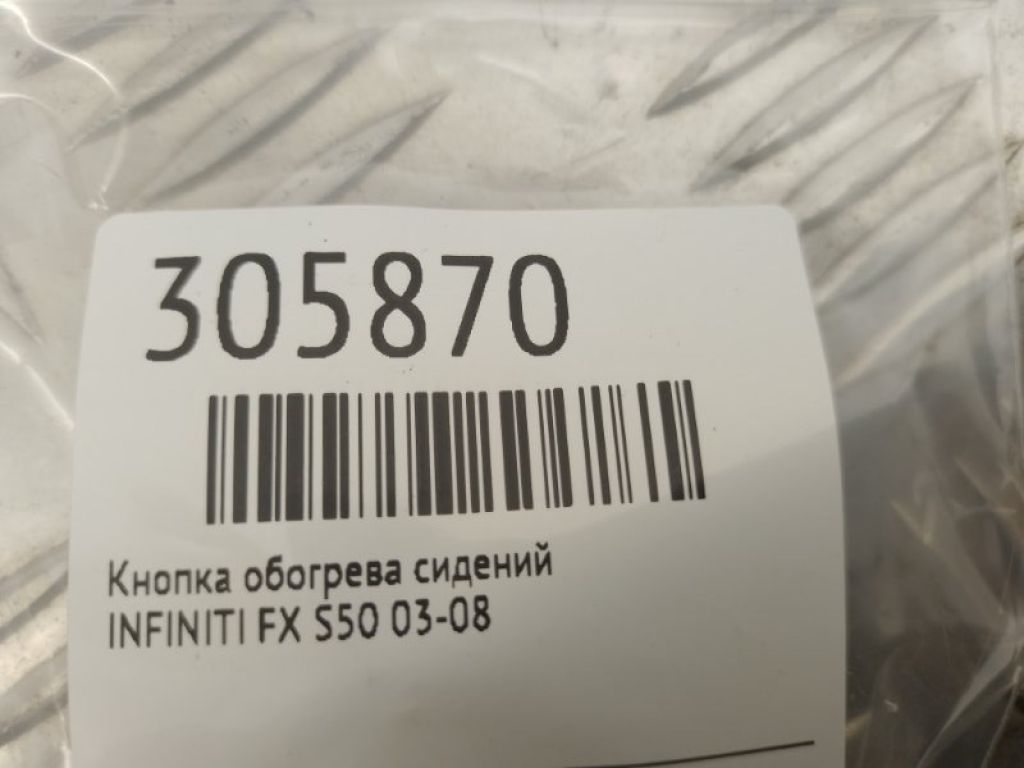 305870
Кнопка обогрева сидений
INFINITI FX S50 03-08